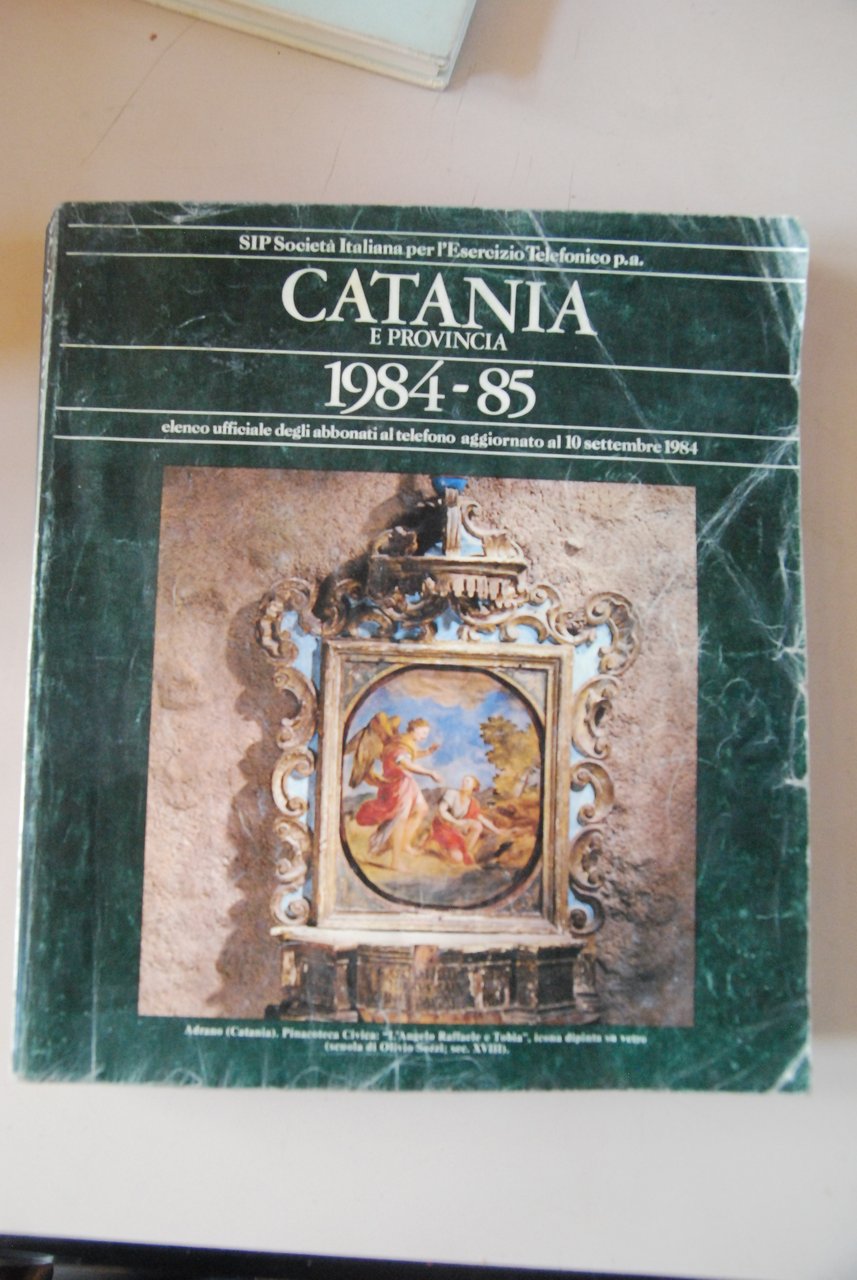 SIP Società Italiana per l'Esercizio Telefonico p.a.
CATANIA
E PROVINCIA
1984-85
elenco ufficiale degli abbonati al telefono aggiornato al 10 settembre 1984
Adrano (Catania). Pinacoteca Civica: "L'Angelo Raffaele e Tobia", icona dipinta su vetro
(scuola di Olivio Sozzi; sec. XVIII).